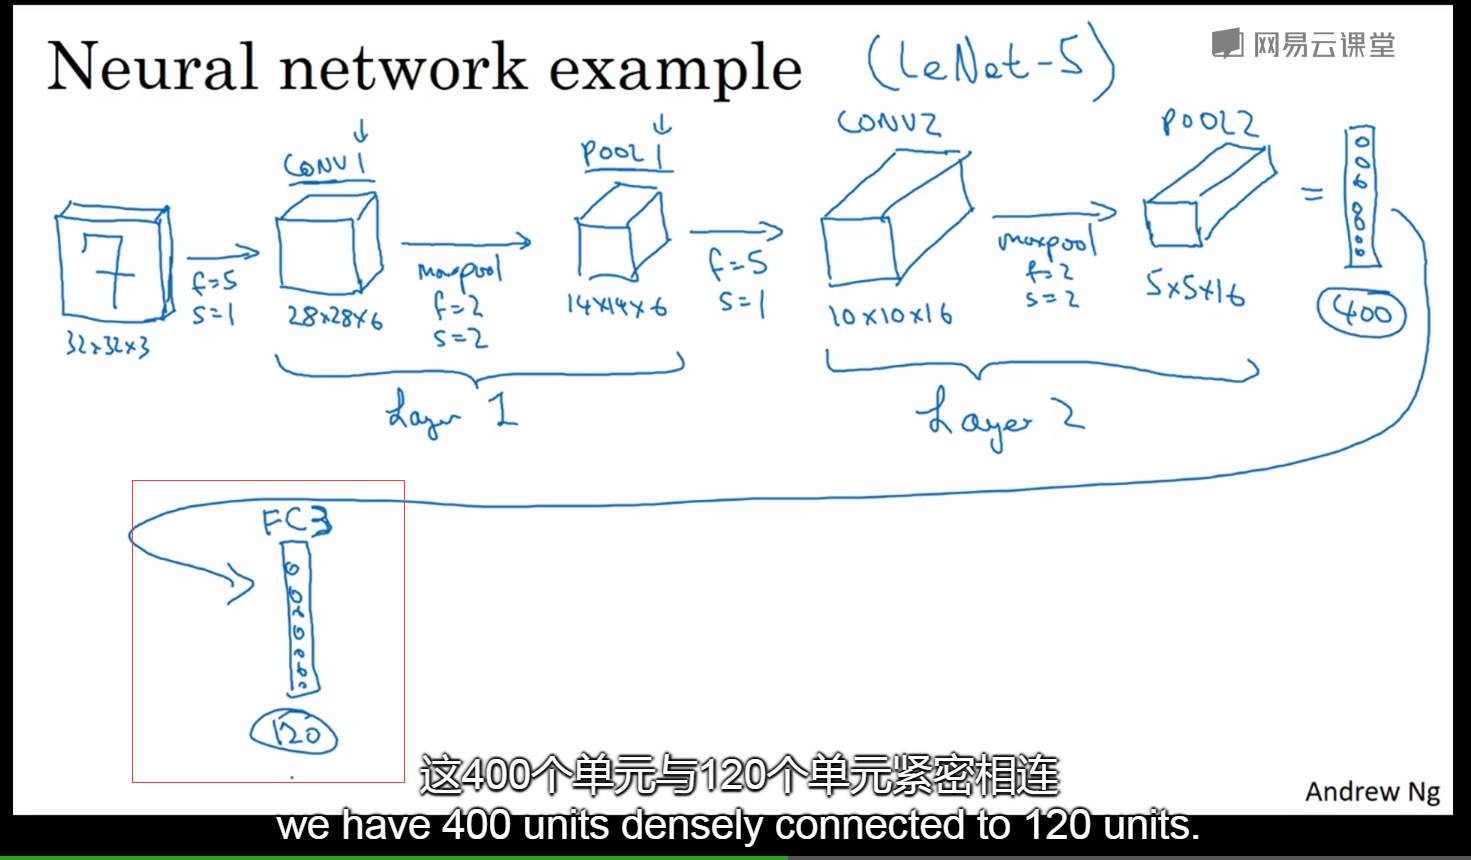 Neural network example
(LeNet-5)
网易云课堂
CONV1
POOL1
CONV2
POOL2
7
32×32×3
f=5
s=1
28×28×6
maxpool
f=2
s=2
14×14×6
f=5
s=1
10×10×16
maxpool
f=2
s=2
5×5×16
=
400
Layer 1
Layer 2
FC3
120
这400个单元与120个单元紧密相连
we have 400 units densely connected to 120 units.
Andrew Ng